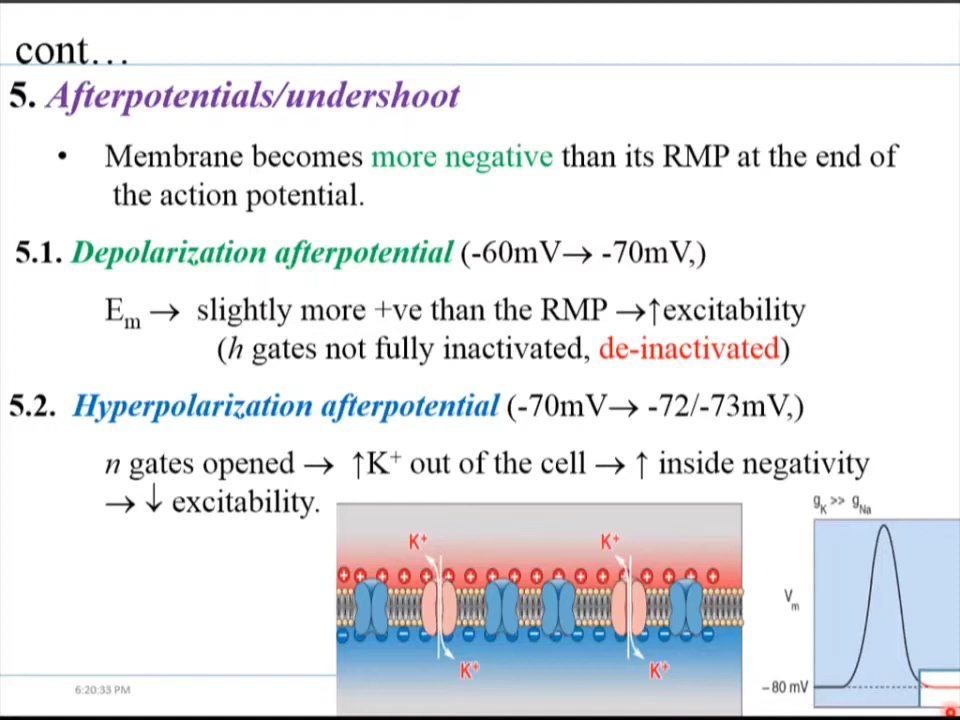 cont…
5. Afterpotentials/undershoot
• Membrane becomes more negative than its RMP at the end of
the action potential.
5.1. Depolarization afterpotential (-60mV→ -70mV,)
Em → slightly more +ve than the RMP →↑excitability
(h gates not fully inactivated, de-inactivated)
5.2. Hyperpolarization afterpotential (-70mV→ -72/-73mV,)
n gates opened → ↑K+ out of the cell → ↑ inside negativity
→ ↓ excitability.
gK >> gNa
K+ K+
Vm
K+ K+
−80 mV
6:20:33 PM